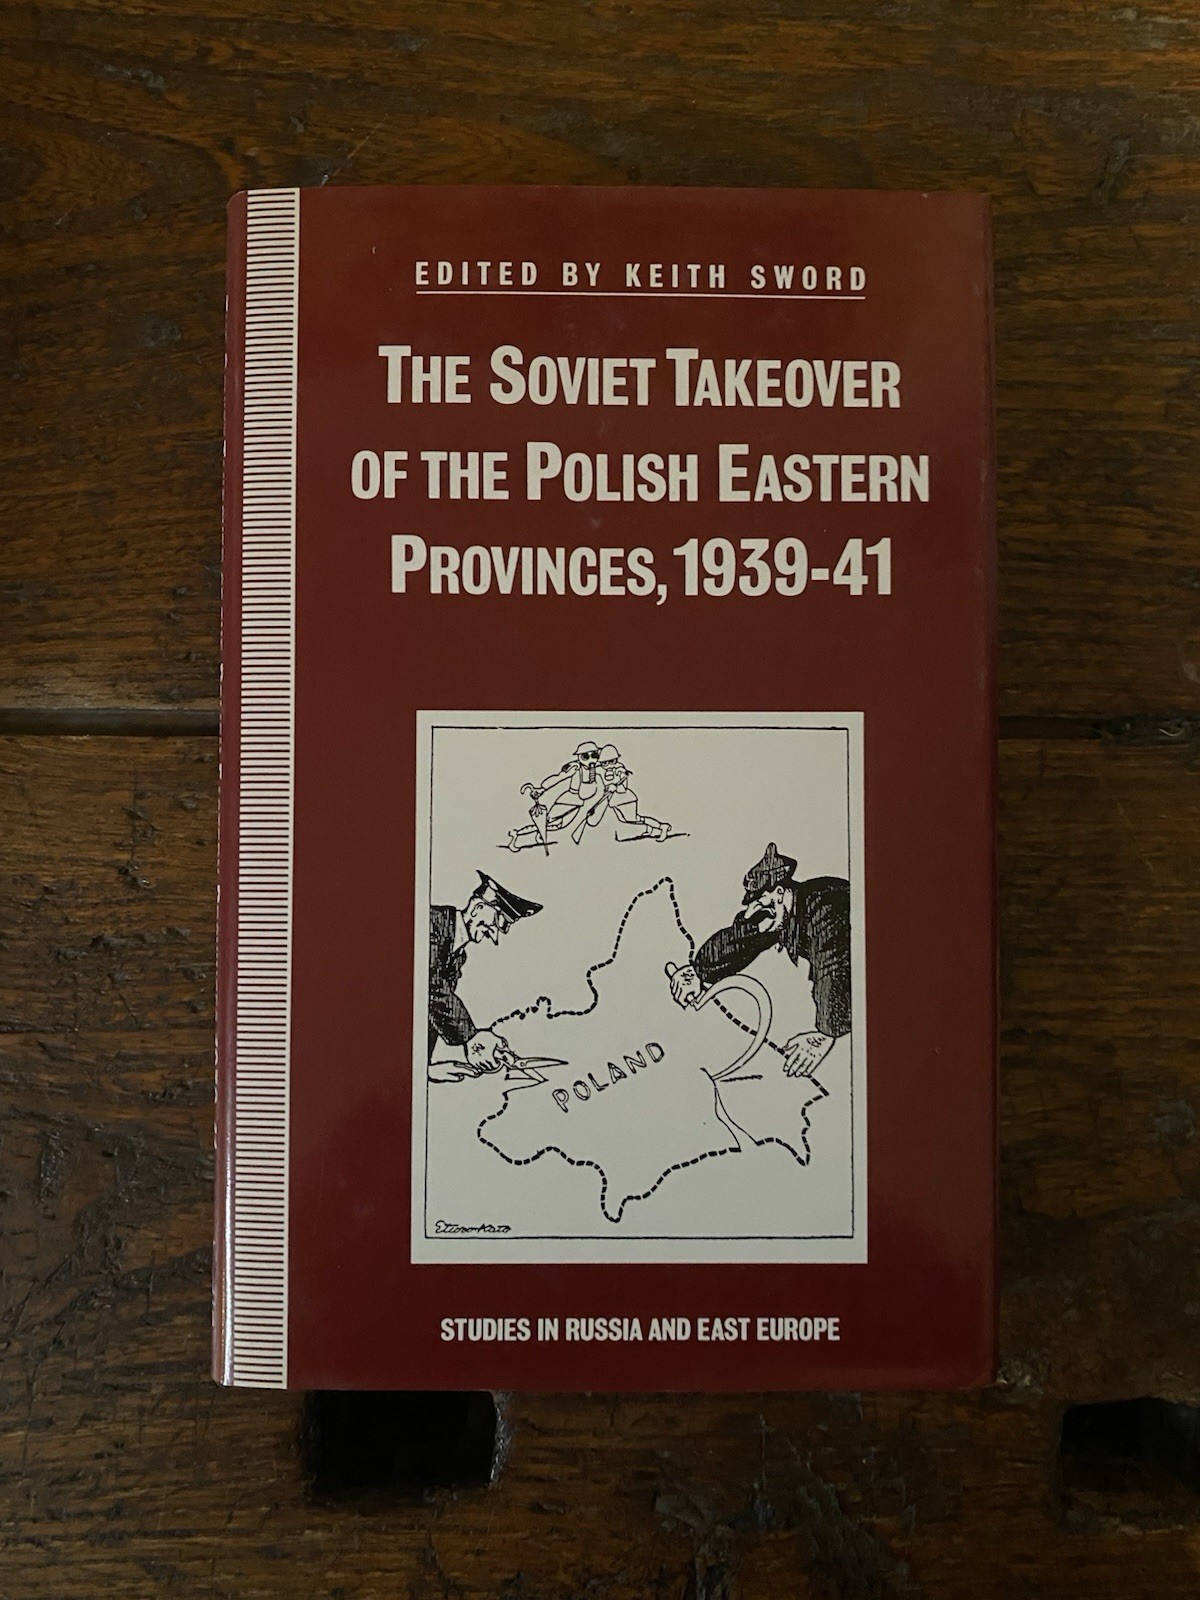 EDITED BY KEITH SWORD
THE SOVIET TAKEOVER
OF THE POLISH EASTERN
PROVINCES, 1939-41
POLAND
STUDIES IN RUSSIA AND EAST EUROPE